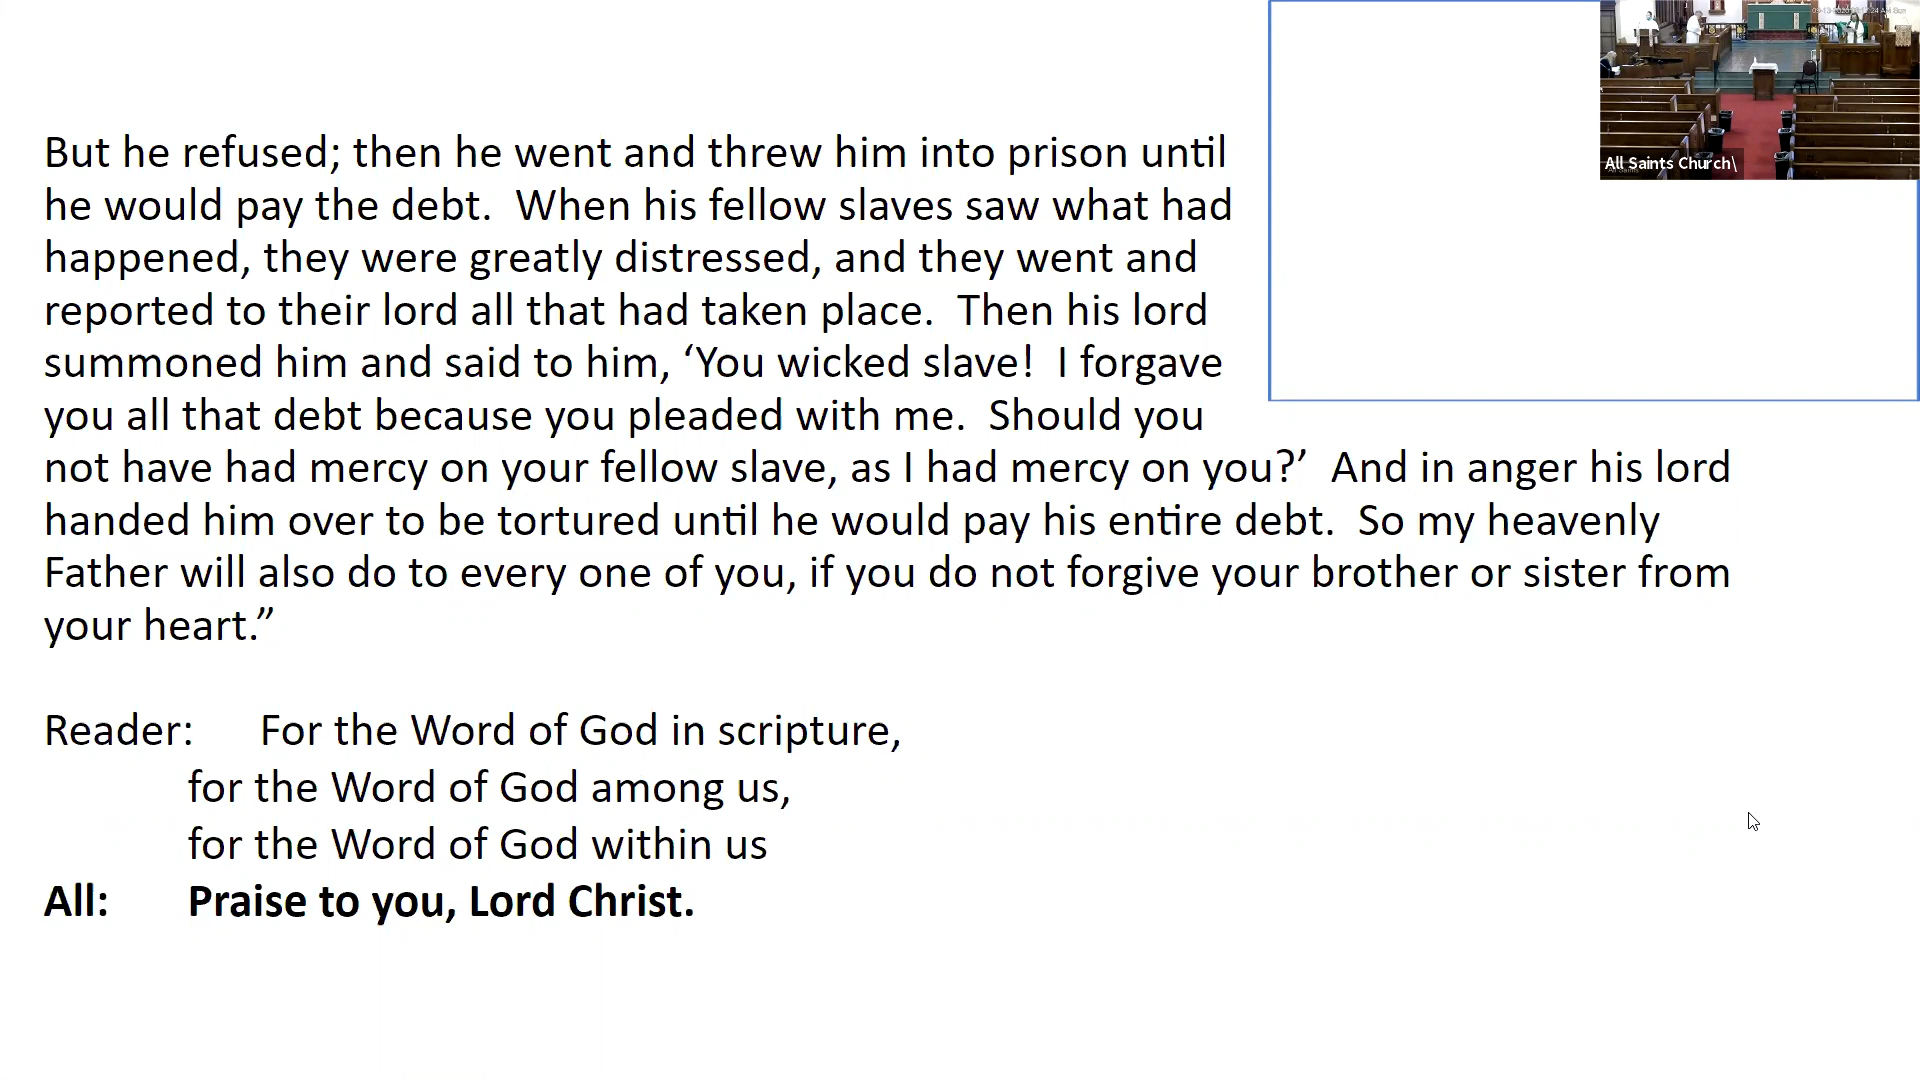 But he refused; then he went and threw him into prison until
he would pay the debt.  When his fellow slaves saw what had
happened, they were greatly distressed, and they went and
reported to their lord all that had taken place.  Then his lord
summoned him and said to him, ‘You wicked slave!  I forgave
you all that debt because you pleaded with me.  Should you
not have had mercy on your fellow slave, as I had mercy on you?’  And in anger his lord
handed him over to be tortured until he would pay his entire debt.  So my heavenly
Father will also do to every one of you, if you do not forgive your brother or sister from
your heart.”
Reader: For the Word of God in scripture,
for the Word of God among us,
for the Word of God within us
All: Praise to you, Lord Christ.
All Saints Church\